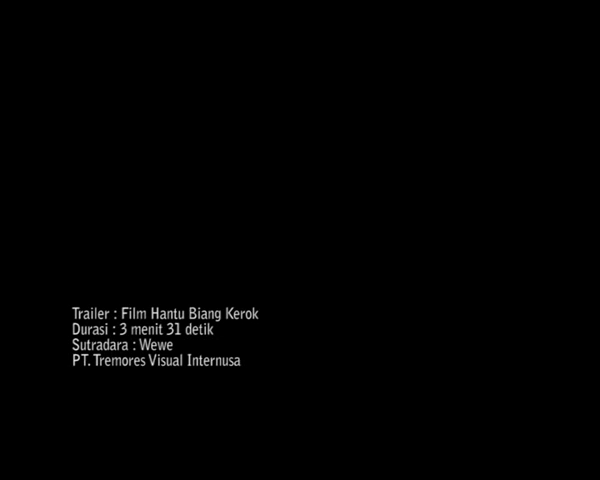 Trailer : Film Hantu Biang Kerok
Durasi : 3 menit 31 detik
Sutradara : Wewe
PT. Tremores Visual Internusa